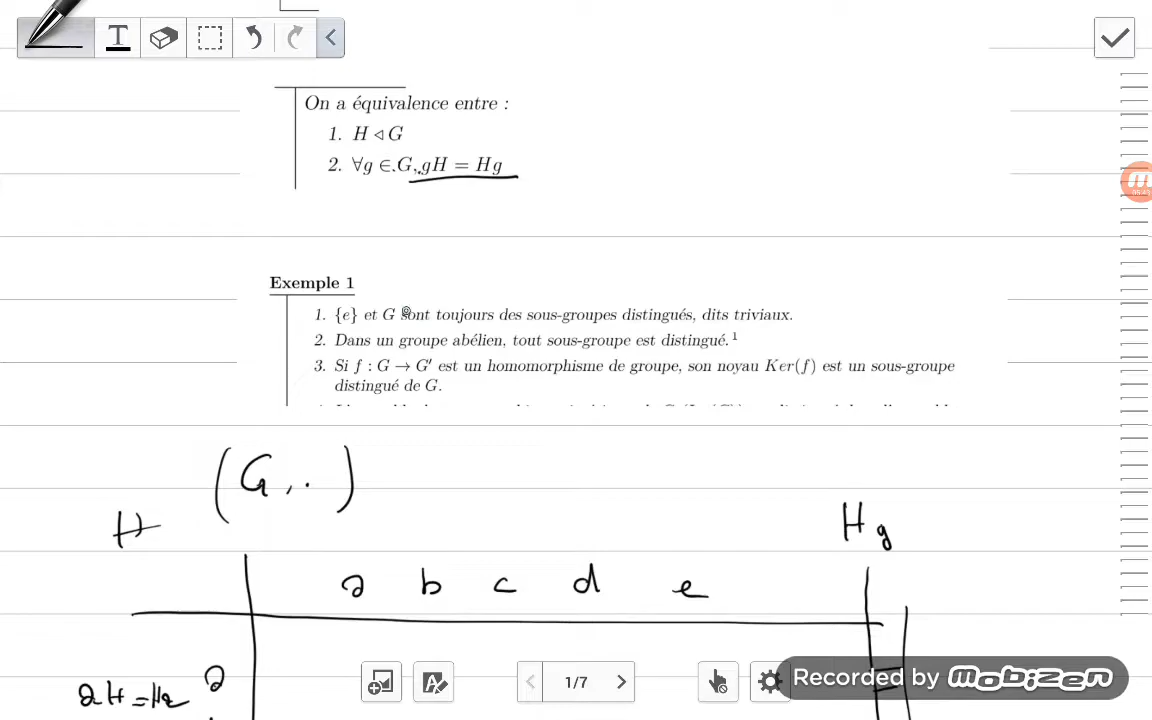 On a équivalence entre :
1. H ◁ G
2. ∀g ∈ G, gH = Hg
Exemple 1
1. {e} et G sont toujours des sous-groupes distingués, dits triviaux.
2. Dans un groupe abélien, tout sous-groupe est distingué.¹
3. Si f : G → G′ est un homomorphisme de groupe, son noyau Ker(f) est un sous-groupe
distingué de G.
(G, .)
H
Hg
a b c d e
aH = Ha a
1/7
Recorded by mobizen
05:43